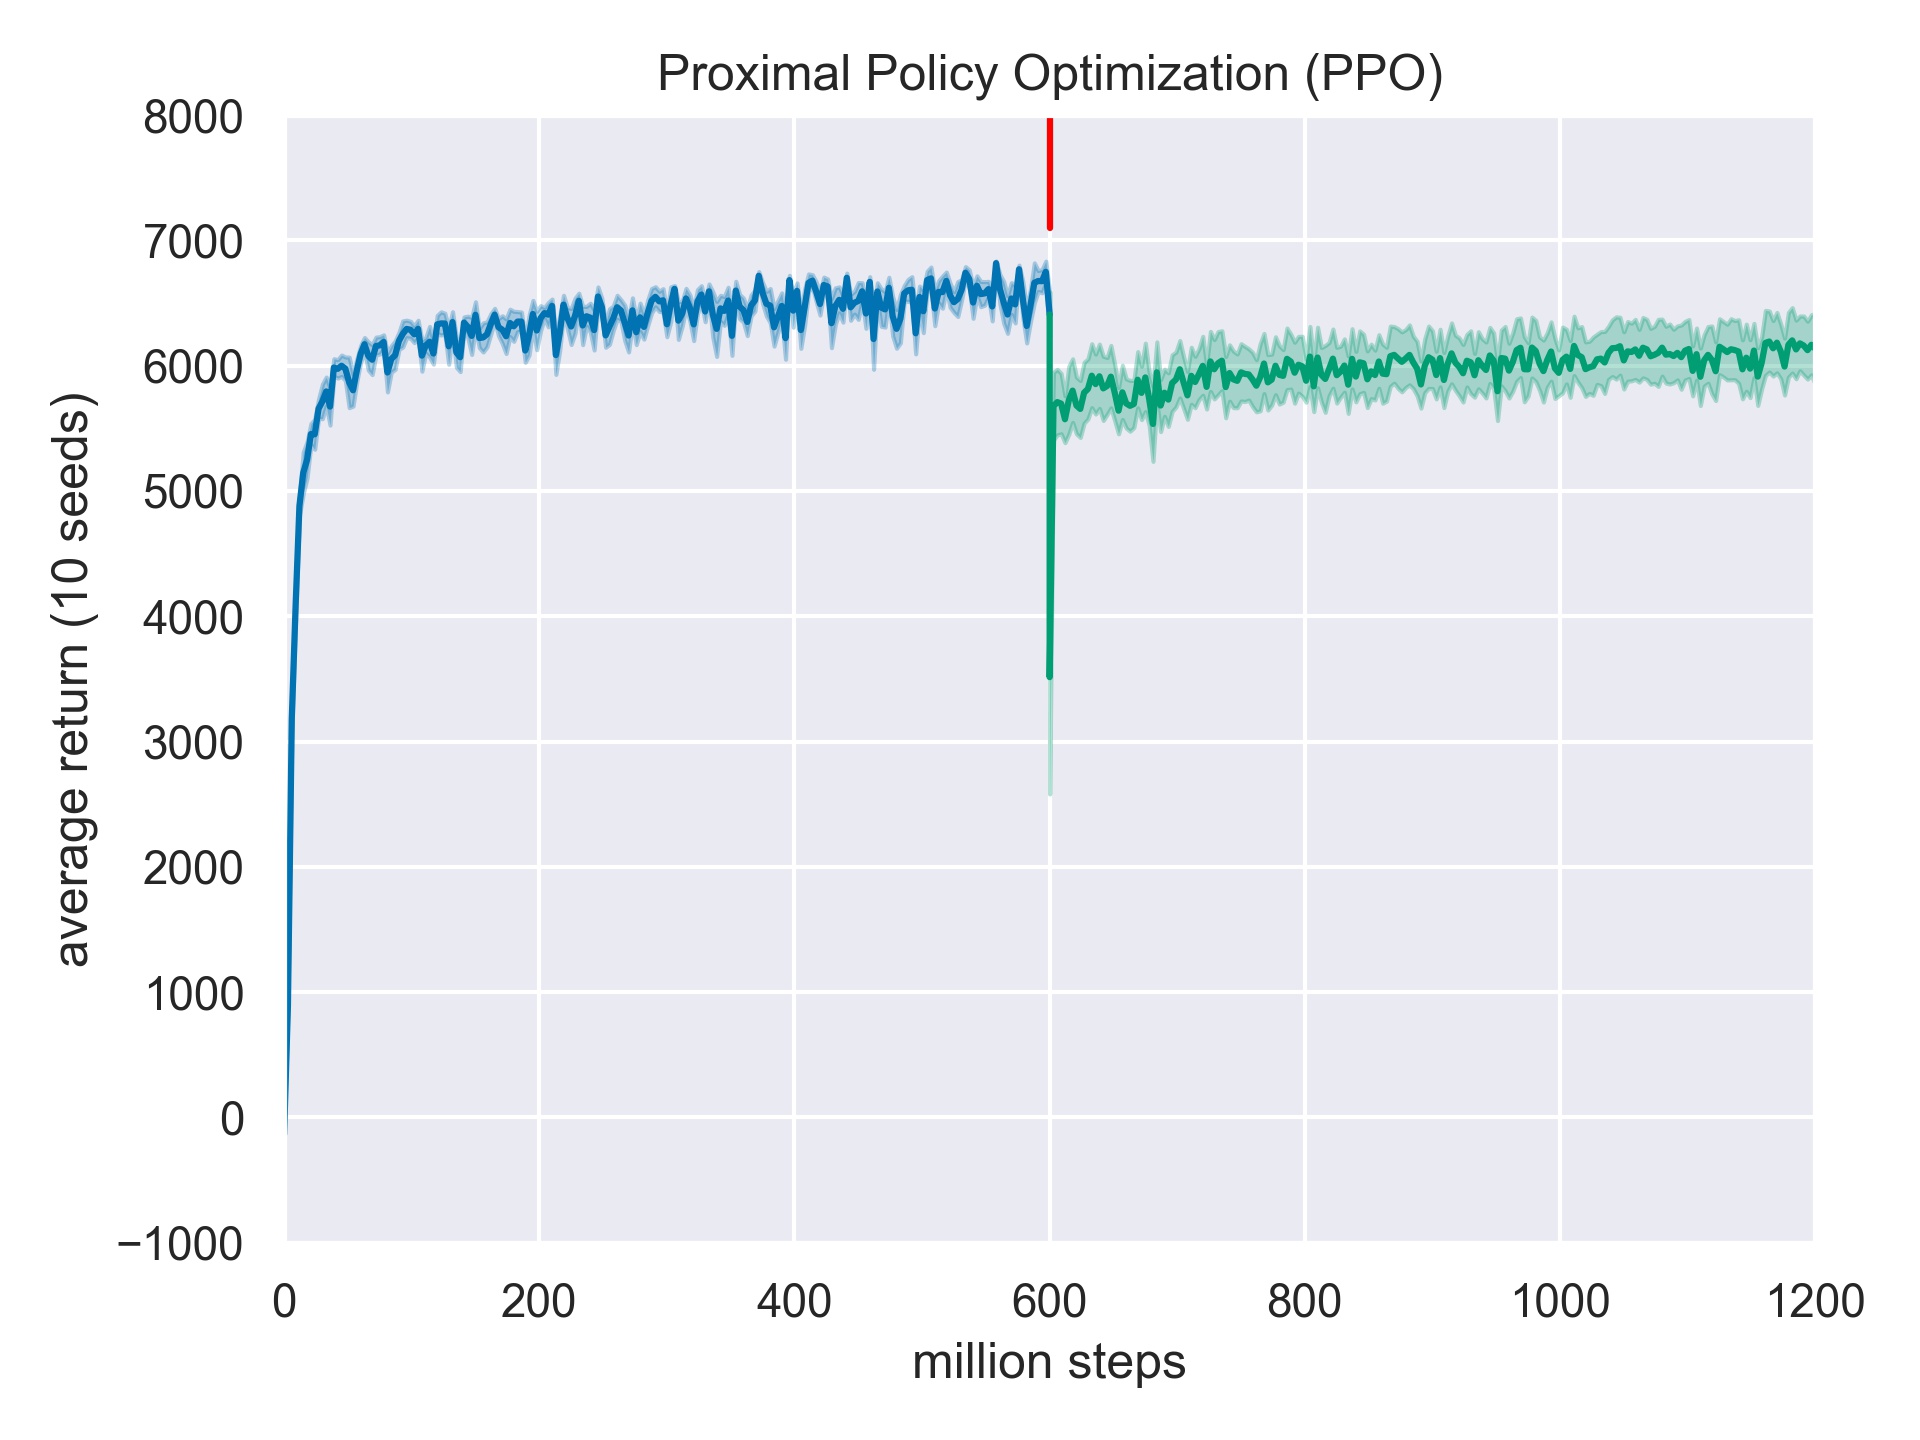 Proximal Policy Optimization (PPO)
8000
7000
6000
5000
4000
3000
2000
1000
0
−1000
average return (10 seeds)
0 200 400 600 800 1000 1200
million steps